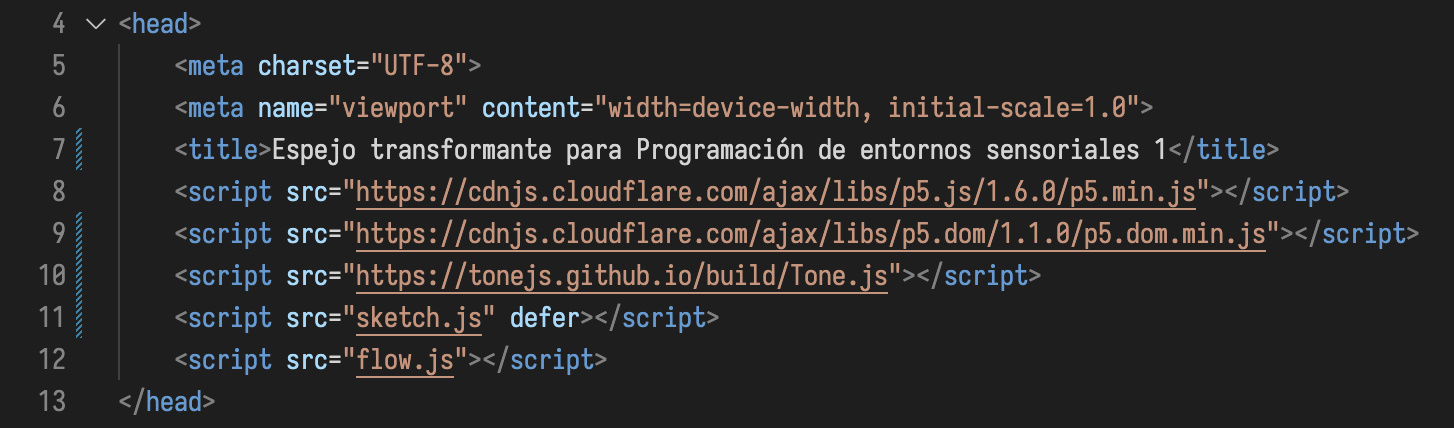 4 <head>
5 <meta charset="UTF-8">
6 <meta name="viewport" content="width=device-width, initial-scale=1.0">
7 <title>Espejo transformante para Programación de entornos sensoriales 1</title>
8 <script src="https://cdnjs.cloudflare.com/ajax/libs/p5.js/1.6.0/p5.min.js"></script>
9 <script src="https://cdnjs.cloudflare.com/ajax/libs/p5.dom/1.1.0/p5.dom.min.js"></script>
10 <script src="https://tonejs.github.io/build/Tone.js"></script>
11 <script src="sketch.js" defer></script>
12 <script src="flow.js"></script>
13 </head>